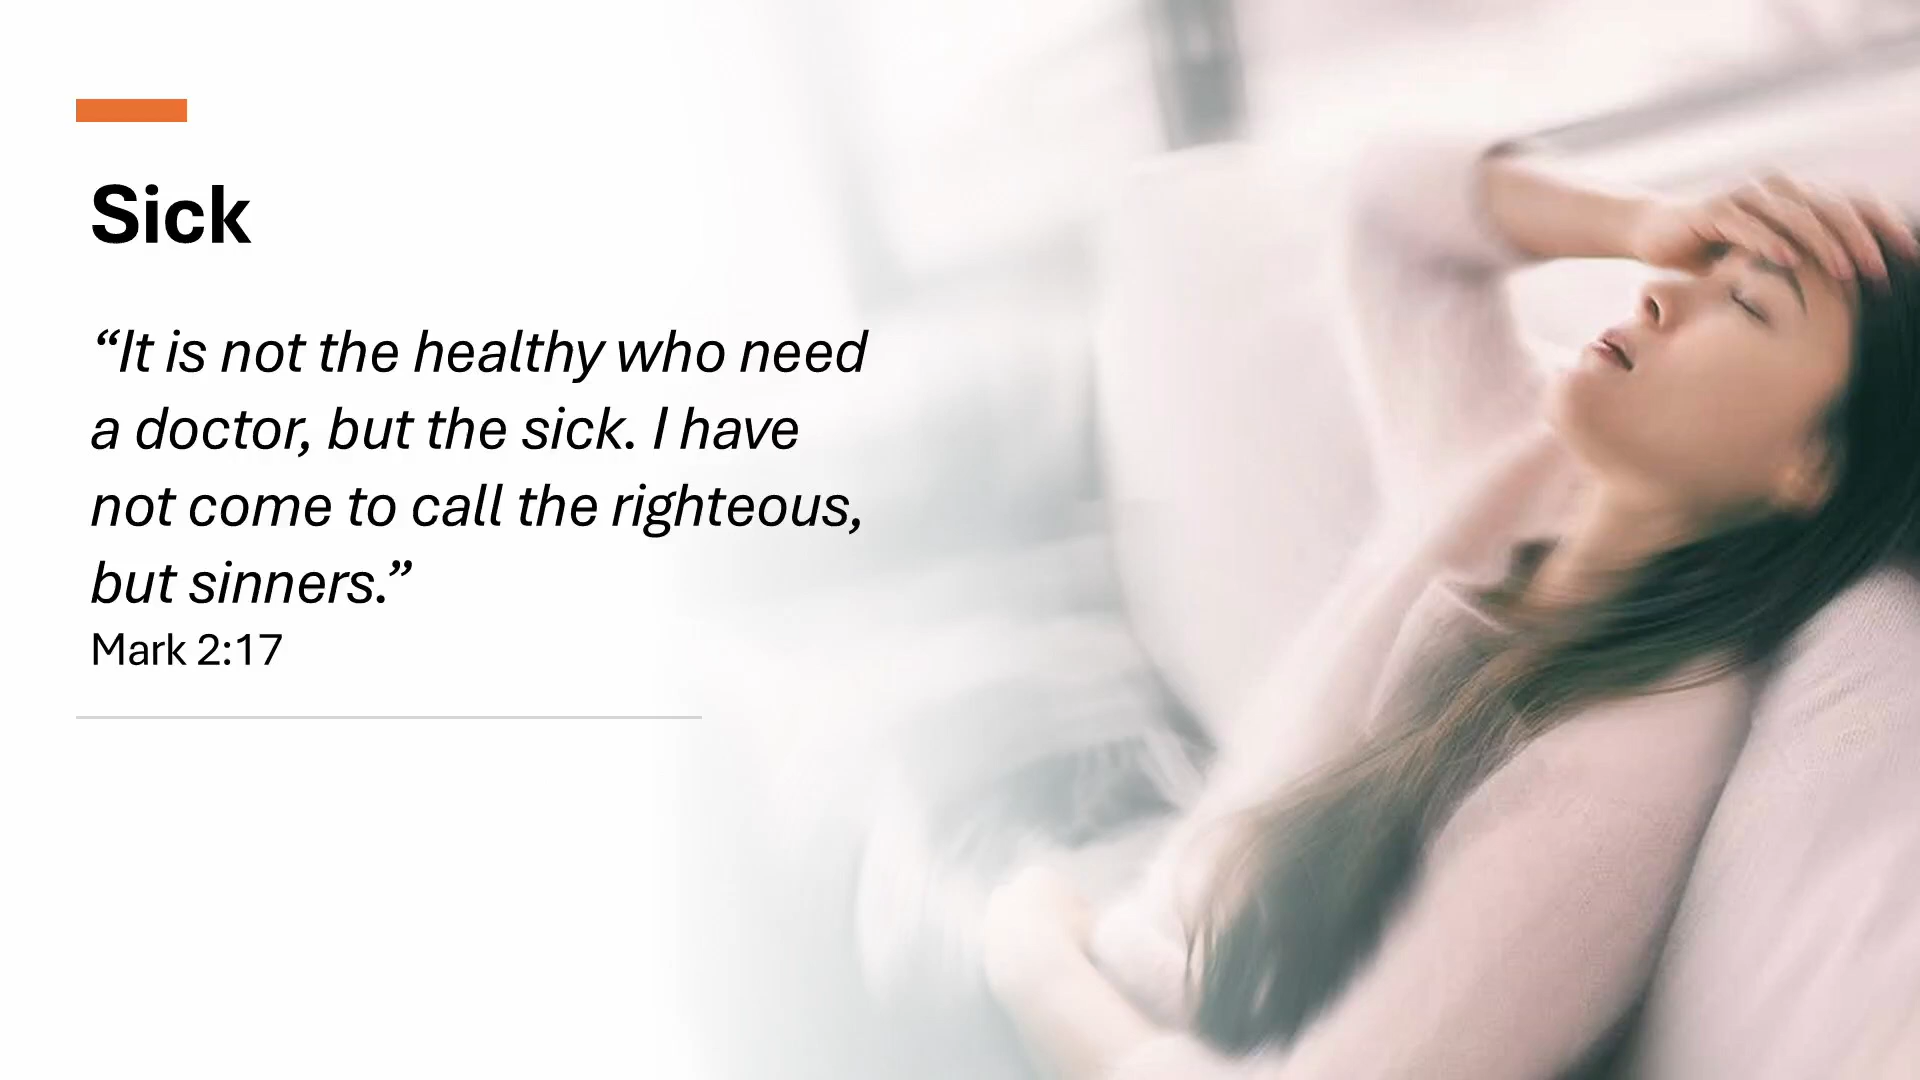 Sick
“It is not the healthy who need
a doctor, but the sick. I have
not come to call the righteous,
but sinners.”
Mark 2:17